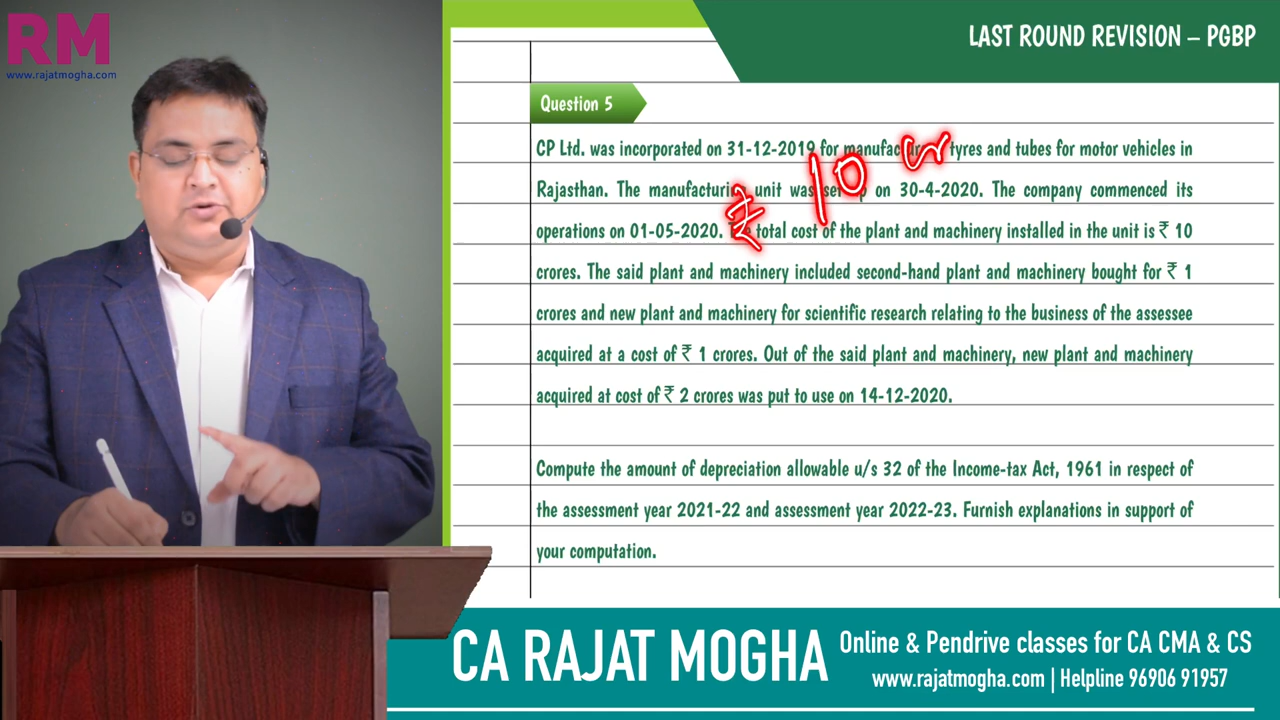 RM
www.rajatmogha.com
LAST ROUND REVISION – PGBP
Question 5
CP Ltd. was incorporated on 31-12-2019 for manufacturing tyres and tubes for motor vehicles in
Rajasthan. The manufacturing unit was set up on 30-4-2020. The company commenced its
operations on 01-05-2020. The total cost of the plant and machinery installed in the unit is ₹ 10
crores. The said plant and machinery included second-hand plant and machinery bought for ₹ 1
crores and new plant and machinery for scientific research relating to the business of the assessee
acquired at a cost of ₹ 1 crores. Out of the said plant and machinery, new plant and machinery
acquired at cost of ₹ 2 crores was put to use on 14-12-2020.
₹ 10 cr
Compute the amount of depreciation allowable u/s 32 of the Income-tax Act, 1961 in respect of
the assessment year 2021-22 and assessment year 2022-23. Furnish explanations in support of
your computation.
CA RAJAT MOGHA
Online & Pendrive classes for CA CMA & CS
www.rajatmogha.com | Helpline 96906 91957